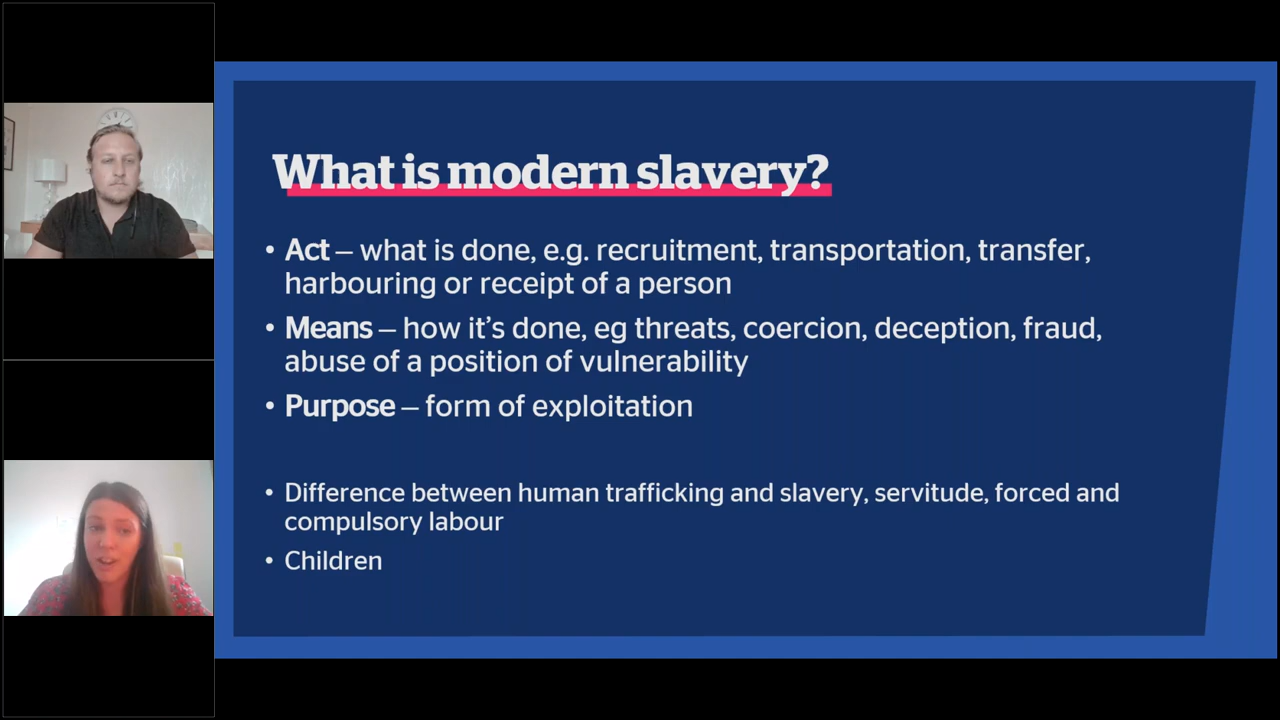 What is modern slavery?
• Act – what is done, e.g. recruitment, transportation, transfer,
harbouring or receipt of a person
• Means – how it’s done, eg threats, coercion, deception, fraud,
abuse of a position of vulnerability
• Purpose – form of exploitation
• Difference between human trafficking and slavery, servitude, forced and
compulsory labour
• Children